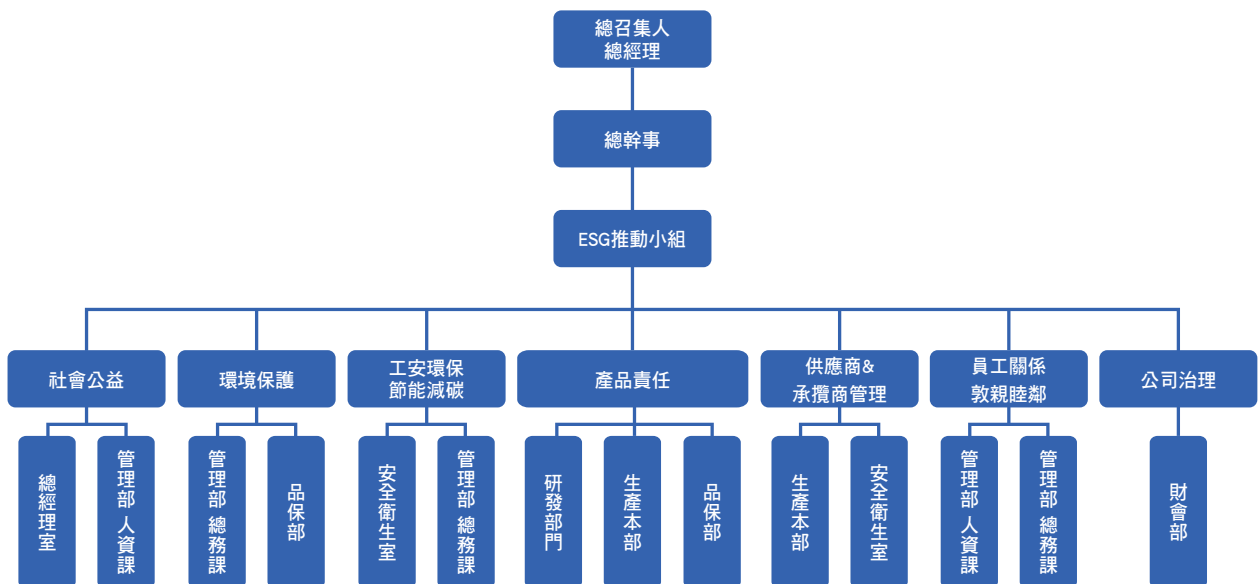 總召集人
總經理
總幹事
ESG推動小組
社會公益
環境保護
工安環保
節能減碳
產品責任
供應商&
承攬商管理
員工關係
敦親睦鄰
公司治理
總經理室
管理部 人資課
管理部 總務課
品保部
安全衛生室
管理部 總務課
研發部門
生產本部
品保部
生產本部
安全衛生室
管理部 人資課
管理部 總務課
財會部